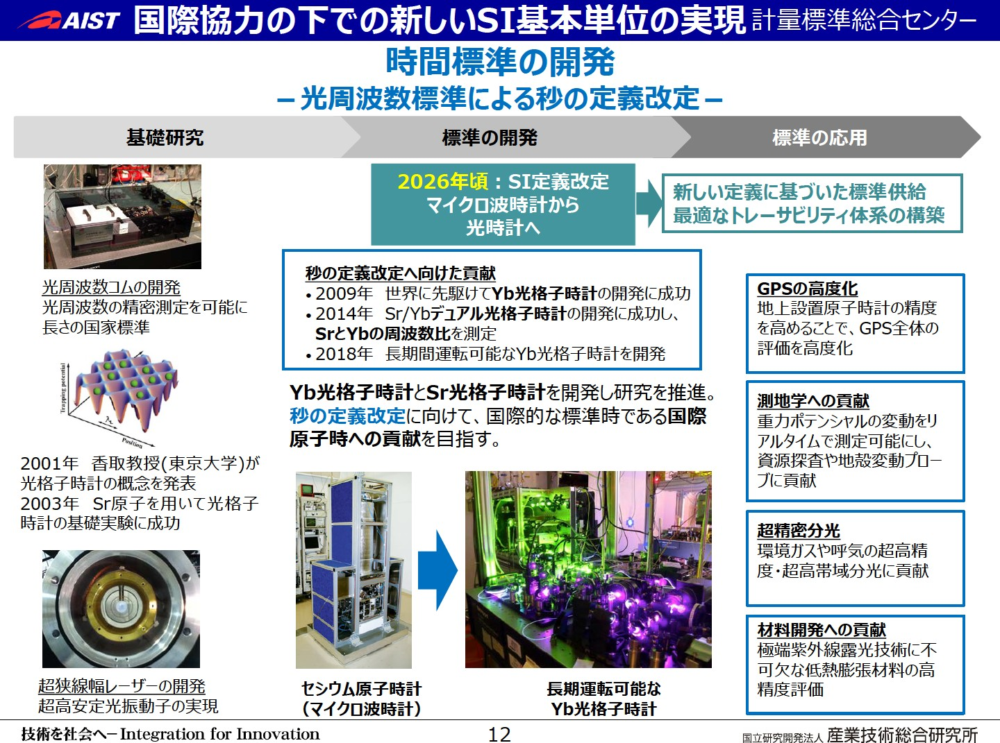 AIST 国際協力の下での新しいSI基本単位の実現 計量標準総合センター
時間標準の開発
－光周波数標準による秒の定義改定－
基礎研究
標準の開発
標準の応用
2026年頃：SI定義改定
マイクロ波時計から
光時計へ
新しい定義に基づいた標準供給
最適なトレーサビリティ体系の構築
光周波数コムの開発
光周波数の精密測定を可能に
長さの国家標準
Trapping potential
λL
Position
2001年　香取教授(東京大学)が
光格子時計の概念を発表
2003年　Sr原子を用いて光格子
時計の基礎実験に成功
超狭線幅レーザーの開発
超高安定光振動子の実現
秒の定義改定へ向けた貢献
• 2009年　世界に先駆けてYb光格子時計の開発に成功
• 2014年　Sr/Ybデュアル光格子時計の開発に成功し、
SrとYbの周波数比を測定
• 2018年　長期間運転可能なYb光格子時計を開発
Yb光格子時計とSr光格子時計を開発し研究を推進。
秒の定義改定に向けて、国際的な標準時である国際
原子時への貢献を目指す。
セシウム原子時計
（マイクロ波時計）
長期運転可能な
Yb光格子時計
GPSの高度化
地上設置原子時計の精度
を高めることで、GPS全体の
評価を高度化
測地学への貢献
重力ポテンシャルの変動をリ
アルタイムで測定可能にし、
資源探査や地殻変動プロー
ブに貢献
超精密分光
環境ガスや呼気の超高精
度・超高帯域分光に貢献
材料開発への貢献
極端紫外線露光技術に不
可欠な低熱膨張材料の高
精度評価
技術を社会へ－Integration for Innovation
12
国立研究開発法人 産業技術総合研究所